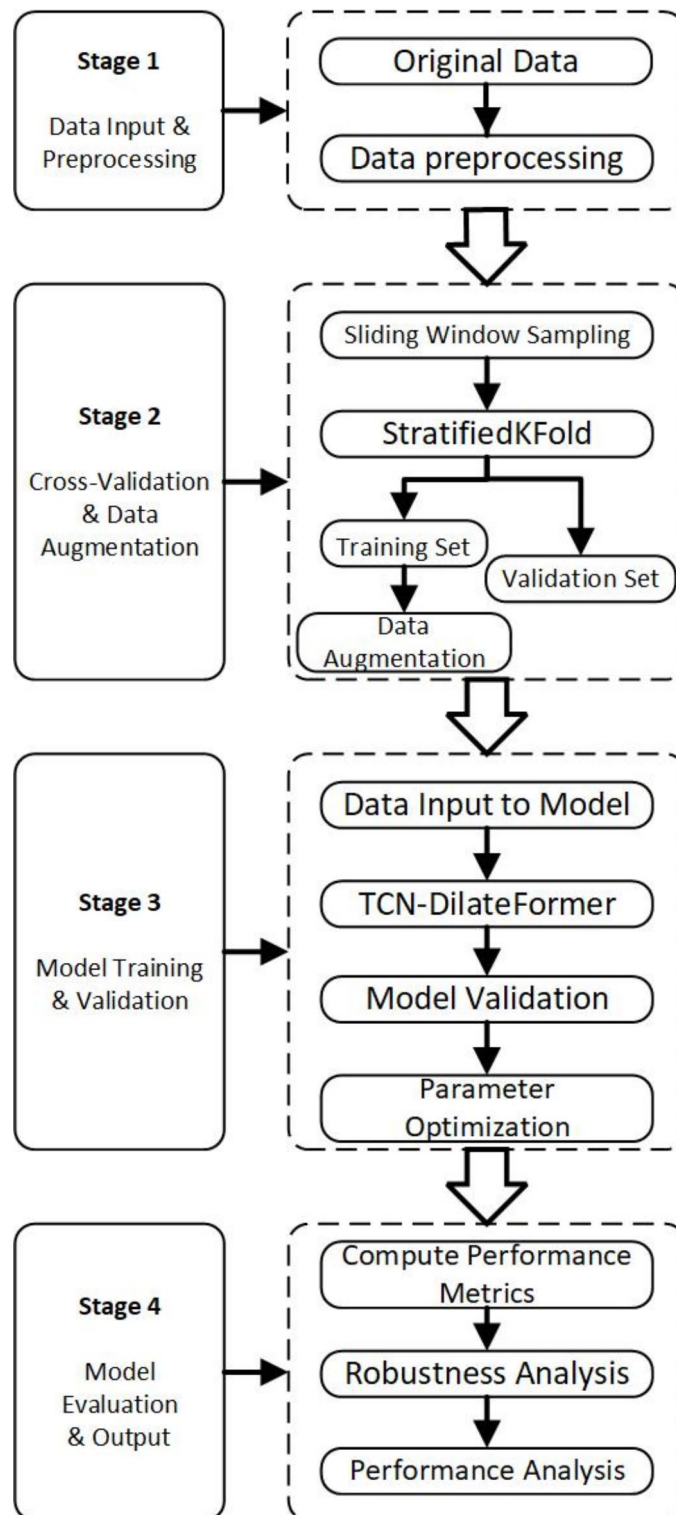 Stage 1
Data Input &
Preprocessing
Original Data
Data preprocessing
Stage 2
Cross-Validation
& Data
Augmentation
Sliding Window Sampling
StratifiedKFold
Training Set
Validation Set
Data
Augmentation
Stage 3
Model Training
& Validation
Data Input to Model
TCN-DilateFormer
Model Validation
Parameter
Optimization
Stage 4
Model
Evaluation
& Output
Compute Performance
Metrics
Robustness Analysis
Performance Analysis